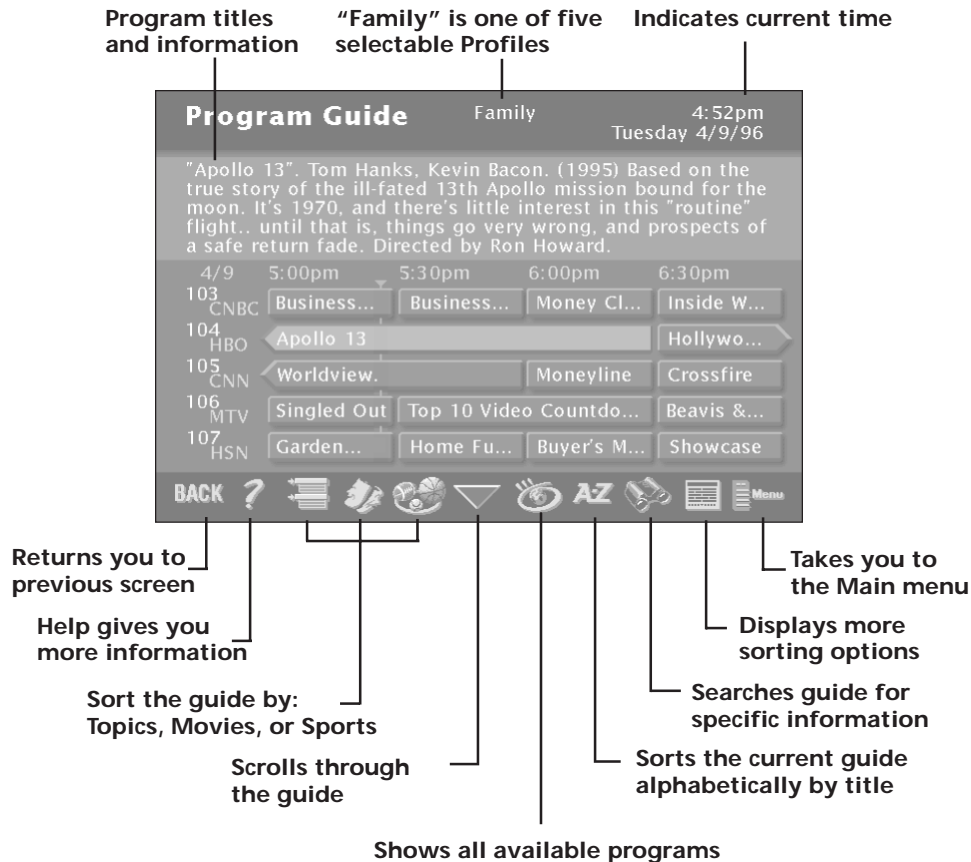 Program titles
and information
“Family” is one of five
selectable Profiles
Indicates current time
Program Guide
Family
4:52pm
Tuesday 4/9/96
"Apollo 13". Tom Hanks, Kevin Bacon. (1995) Based on the
true story of the ill-fated 13th Apollo mission bound for the
moon. It's 1970, and there's little interest in this "routine"
flight.. until that is, things go very wrong, and prospects of
a safe return fade. Directed by Ron Howard.
4/9 5:00pm 5:30pm 6:00pm 6:30pm
103 CNBC Business... Business... Money Cl... Inside W...
104 HBO Apollo 13 Hollywo...
105 CNN Worldview. Moneyline Crossfire
106 MTV Singled Out Top 10 Video Countdo... Beavis &...
107 HSN Garden... Home Fu... Buyer's M... Showcase
BACK ? A-Z Menu
Returns you to
previous screen
Takes you to
the Main menu
Help gives you
more information
Displays more
sorting options
Sort the guide by:
Topics, Movies, or Sports
Searches guide for
specific information
Scrolls through
the guide
Sorts the current guide
alphabetically by title
Shows all available programs